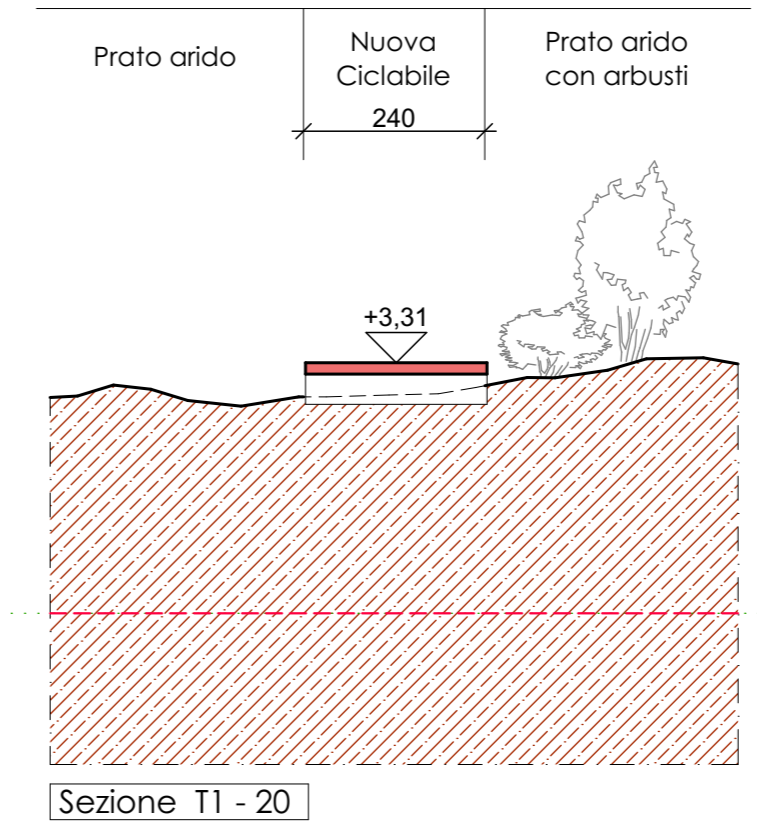 Prato arido
Nuova
Ciclabile
240
Prato arido
con arbusti
+3,31
Sezione T1 - 20